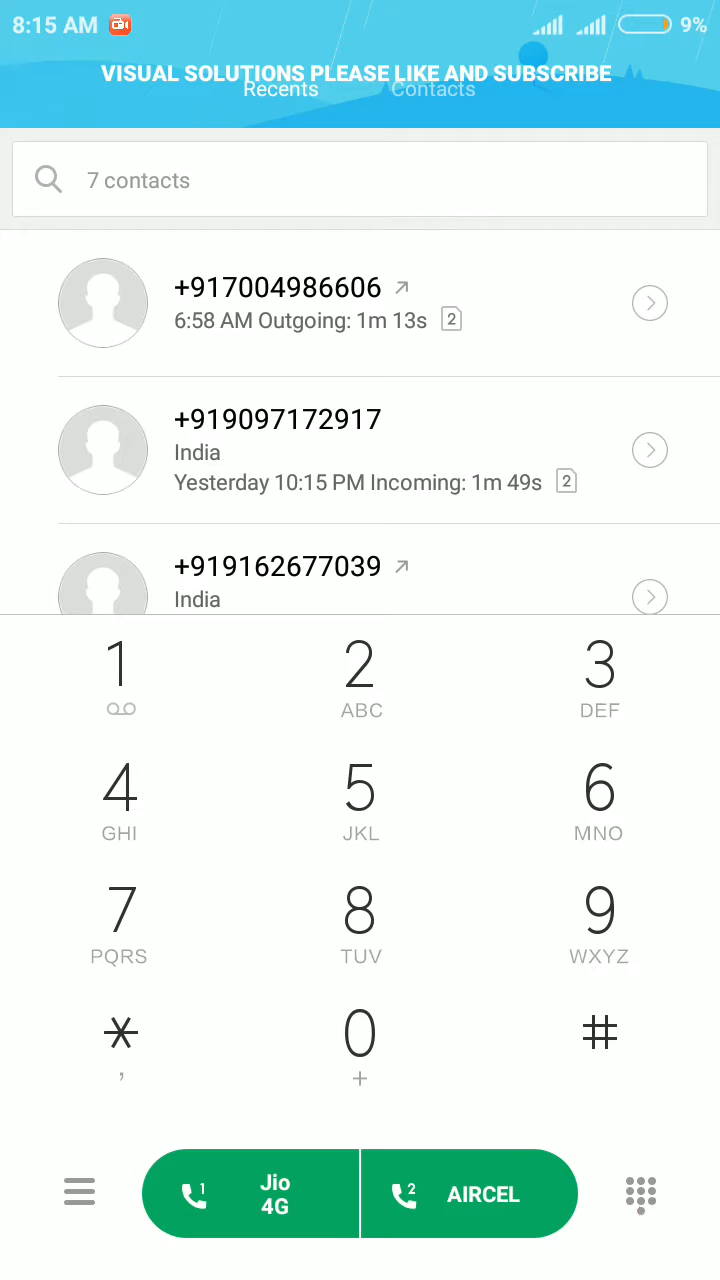 8:15 AM
9%
VISUAL SOLUTIONS PLEASE LIKE AND SUBSCRIBE
Recents Contacts
7 contacts
+917004986606
6:58 AM Outgoing: 1m 13s 2
+919097172917
India
Yesterday 10:15 PM Incoming: 1m 49s 2
+919162677039
India
1 2 3
ABC DEF
4 5 6
GHI JKL MNO
7 8 9
PQRS TUV WXYZ
* 0 #
, +
1 Jio 4G
2 AIRCEL